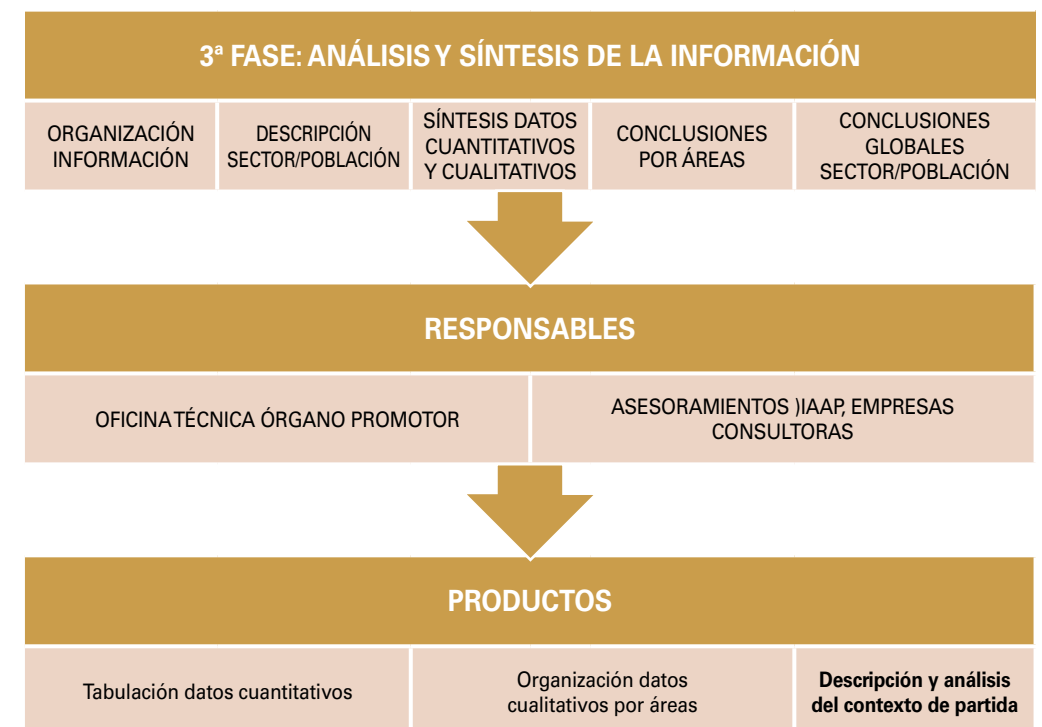 3ª FASE: ANÁLISIS Y SÍNTESIS DE LA INFORMACIÓN
ORGANIZACIÓN
INFORMACIÓN
DESCRIPCIÓN
SECTOR/POBLACIÓN
SÍNTESIS DATOS
CUANTITATIVOS
Y CUALITATIVOS
CONCLUSIONES
POR ÁREAS
CONCLUSIONES
GLOBALES
SECTOR/POBLACIÓN
RESPONSABLES
OFICINA TÉCNICA ÓRGANO PROMOTOR
ASESORAMIENTOS )IAAP, EMPRESAS
CONSULTORAS
PRODUCTOS
Tabulación datos cuantitativos
Organización datos
cualitativos por áreas
Descripción y análisis
del contexto de partida